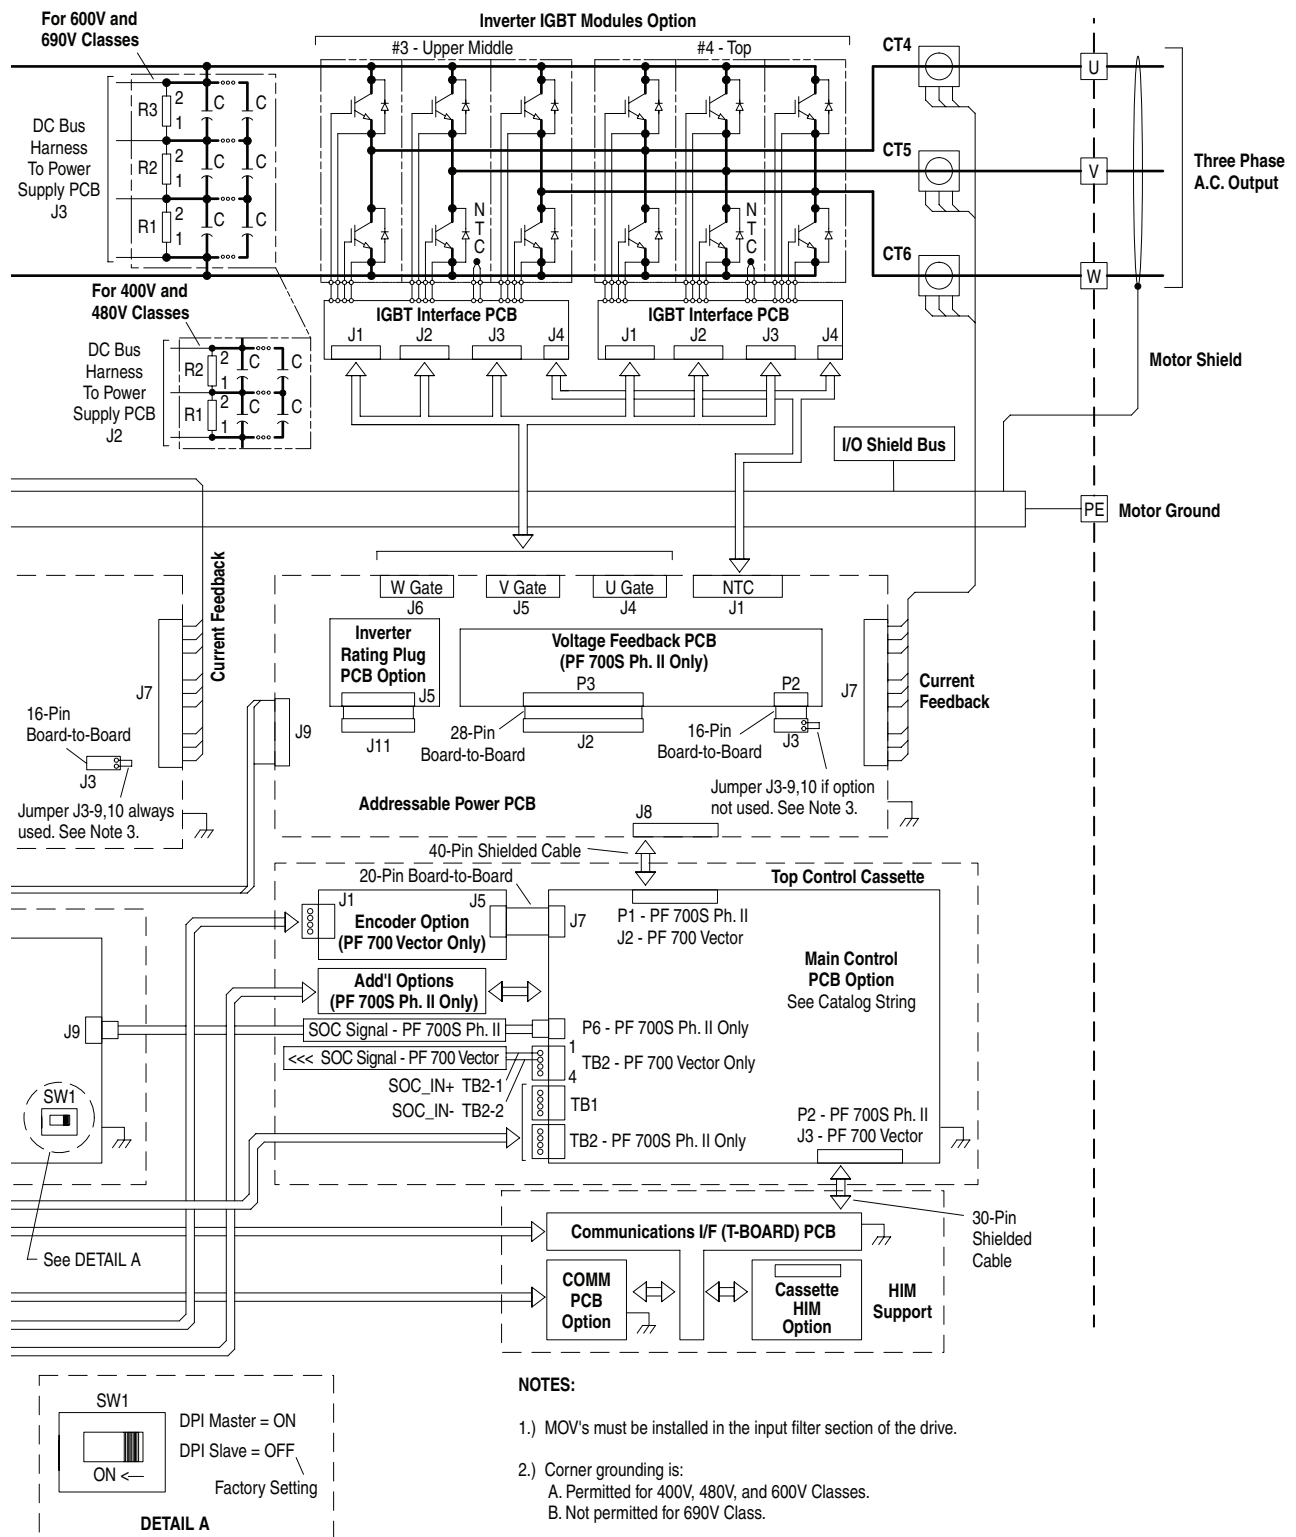 For 600V and
690V Classes
Inverter IGBT Modules Option
#3 - Upper Middle
#4 - Top
CT4
U
R3
2
1
C
C
DC Bus
Harness
To Power
Supply PCB
J3
R2
2
1
C
C
R1
2
1
C
C
CT5
V
Three Phase
A.C. Output
NTC
NTC
CT6
W
For 400V and
480V Classes
IGBT Interface PCB
J1
J2
J3
J4
IGBT Interface PCB
J1
J2
J3
J4
DC Bus
Harness
To Power
Supply PCB
J2
R2
2
1
C
C
R1
2
1
C
C
Motor Shield
I/O Shield Bus
PE
Motor Ground
Current Feedback
W Gate
J6
V Gate
J5
U Gate
J4
NTC
J1
Inverter
Rating Plug
PCB Option
J5
J11
Voltage Feedback PCB
(PF 700S Ph. II Only)
P3
P2
28-Pin
Board-to-Board
J2
16-Pin
Board-to-Board
J3
J7
Current
Feedback
J7
16-Pin
Board-to-Board
J3
Jumper J3-9,10 always
used. See Note 3.
J9
Jumper J3-9,10 if option
not used. See Note 3.
Addressable Power PCB
J8
40-Pin Shielded Cable
20-Pin Board-to-Board
Top Control Cassette
J1
J5
Encoder Option
(PF 700 Vector Only)
J7
P1 - PF 700S Ph. II
J2 - PF 700 Vector
Main Control
PCB Option
See Catalog String
Add'l Options
(PF 700S Ph. II Only)
J9
SOC Signal - PF 700S Ph. II
P6 - PF 700S Ph. II Only
<<< SOC Signal - PF 700 Vector
1
4
TB2 - PF 700 Vector Only
SOC_IN+ TB2-1
SOC_IN- TB2-2
TB1
TB2 - PF 700S Ph. II Only
SW1
P2 - PF 700S Ph. II
J3 - PF 700 Vector
See DETAIL A
Communications I/F (T-BOARD) PCB
30-Pin
Shielded
Cable
COMM
PCB
Option
Cassette
HIM
Option
HIM
Support
SW1
DPI Master = ON
DPI Slave = OFF
ON <—
Factory Setting
DETAIL A
NOTES:
1.) MOV's must be installed in the input filter section of the drive.
2.) Corner grounding is:
A. Permitted for 400V, 480V, and 600V Classes.
B. Not permitted for 690V Class.